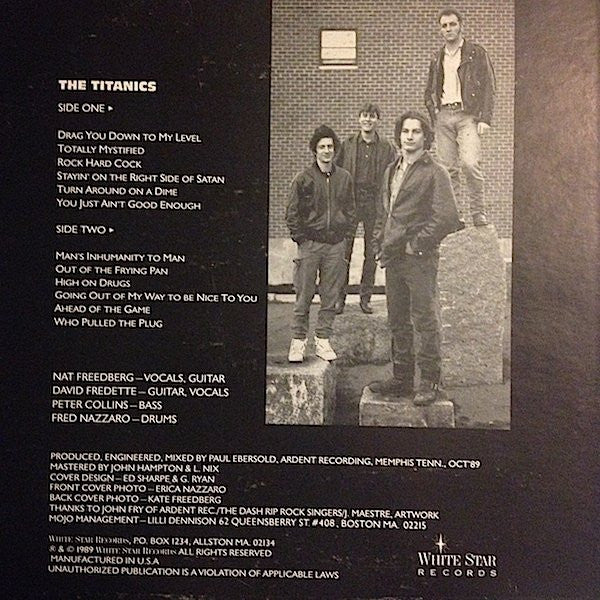 THE TITANICS
SIDE ONE ▸
DRAG YOU DOWN TO MY LEVEL
TOTALLY MYSTIFIED
ROCK HARD COCK
STAYIN' ON THE RIGHT SIDE OF SATAN
TURN AROUND ON A DIME
YOU JUST AIN'T GOOD ENOUGH
SIDE TWO ▸
MAN'S INHUMANITY TO MAN
OUT OF THE FRYING PAN
HIGH ON DRUGS
GOING OUT OF MY WAY TO BE NICE TO YOU
AHEAD OF THE GAME
WHO PULLED THE PLUG
NAT FREEDBERG – VOCALS, GUITAR
DAVID FREDETTE – GUITAR, VOCALS
PETER COLLINS – BASS
FRED NAZZARO – DRUMS
PRODUCED, ENGINEERED, MIXED BY PAUL EBERSOLD, ARDENT RECORDING, MEMPHIS TENN., OCT'89
MASTERED BY JOHN HAMPTON & L. NIX
COVER DESIGN – ED SHARPE & G. RYAN
FRONT COVER PHOTO – ERICA NAZZARO
BACK COVER PHOTO – KATE FREEDBERG
THANKS TO JOHN FRY OF ARDENT REC./THE DASH RIP ROCK SINGERS/J. MAESTRE, ARTWORK
MOJO MANAGEMENT – LILLI DENNISON 62 QUEENSBERRY ST. #408, BOSTON MA. 02215
WHITE STAR RECORDS, P.O. BOX 1234, ALLSTON MA. 02134
℗ & © 1989 WHITE STAR RECORDS ALL RIGHTS RESERVED
MANUFACTURED IN U.S.A
UNAUTHORIZED PUBLICATION IS A VIOLATION OF APPLICABLE LAWS
WHITE STAR
RECORDS